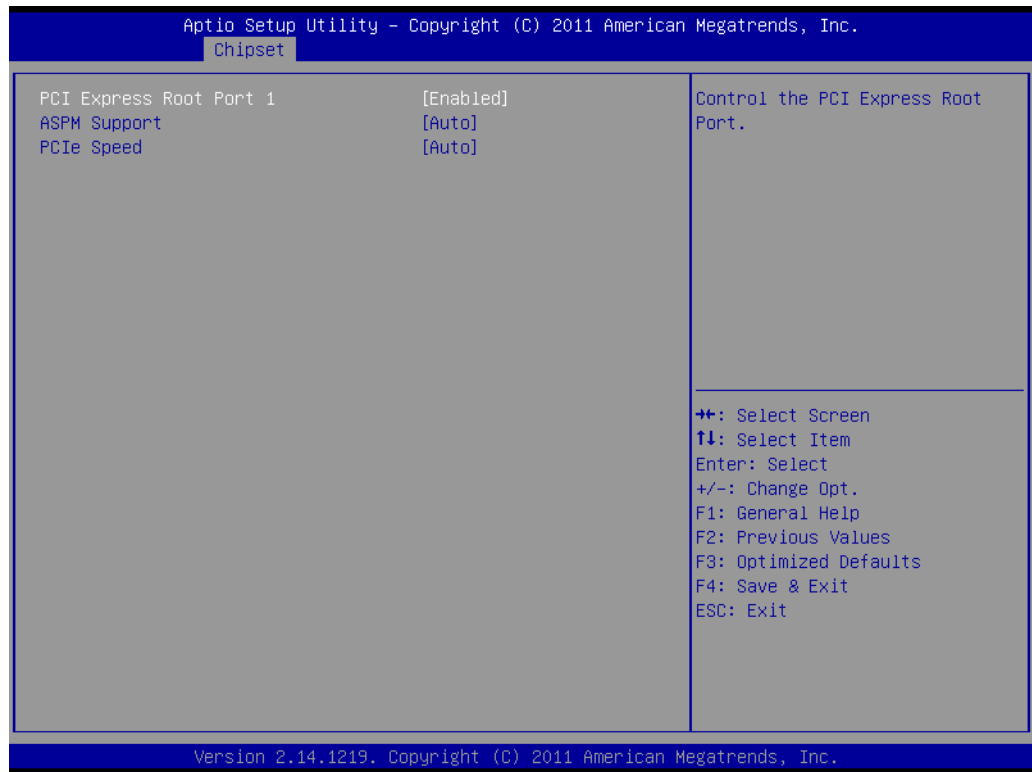 Aptio Setup Utility – Copyright (C) 2011 American Megatrends, Inc.
Chipset
PCI Express Root Port 1 [Enabled]
ASPM Support [Auto]
PCIe Speed [Auto]
Control the PCI Express Root
Port.
→←: Select Screen
↑↓: Select Item
Enter: Select
+/-: Change Opt.
F1: General Help
F2: Previous Values
F3: Optimized Defaults
F4: Save & Exit
ESC: Exit
Version 2.14.1219. Copyright (C) 2011 American Megatrends, Inc.